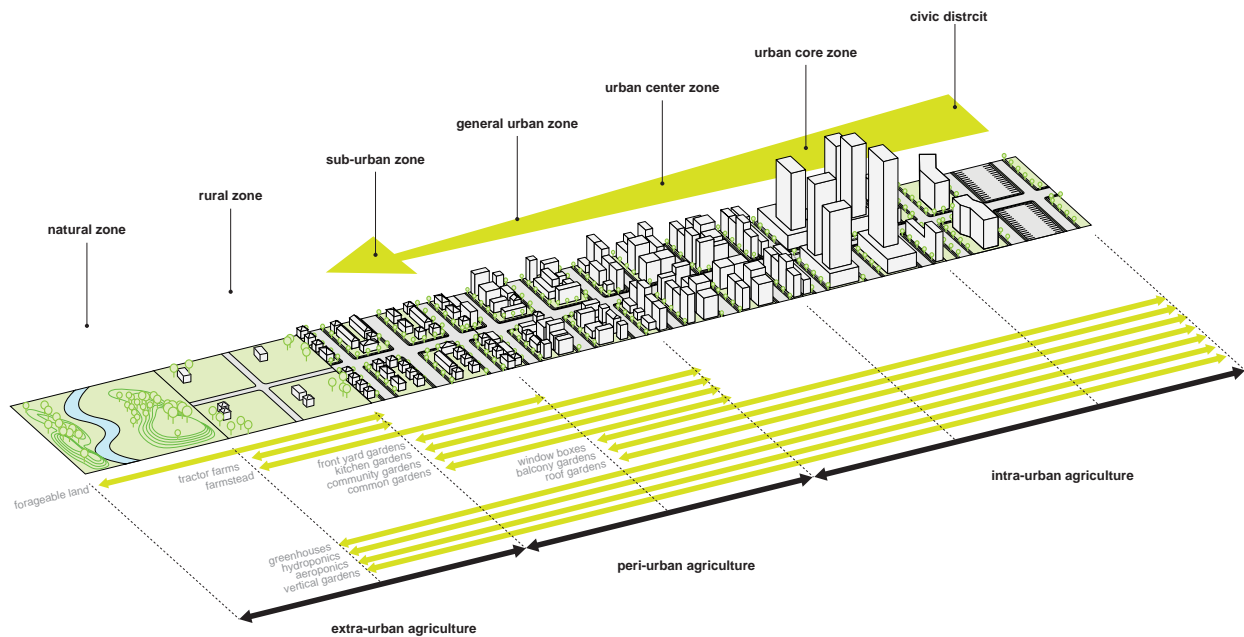 civic distrcit
urban core zone
urban center zone
general urban zone
sub-urban zone
rural zone
natural zone
forageable land
tractor farms
farmstead
front yard gardens
kitchen gardens
community gardens
common gardens
window boxes
balcony gardens
roof gardens
greenhouses
hydroponics
aeroponics
vertical gardens
intra-urban agriculture
peri-urban agriculture
extra-urban agriculture